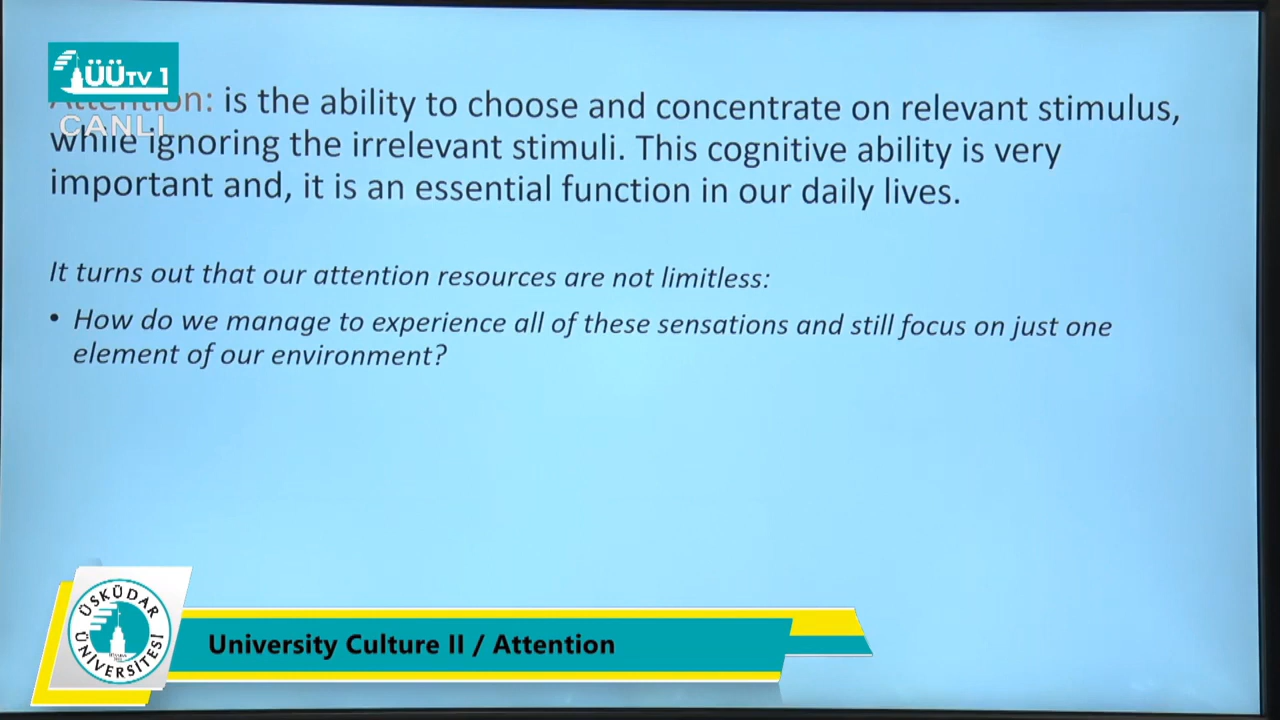 ÜÜTV 1
CANLI
Attention: is the ability to choose and concentrate on relevant stimulus,
while ignoring the irrelevant stimuli. This cognitive ability is very
important and, it is an essential function in our daily lives.
It turns out that our attention resources are not limitless:
• How do we manage to experience all of these sensations and still focus on just one
element of our environment?
ÜSKÜDAR
ÜNİVERSİTESİ
University Culture II / Attention